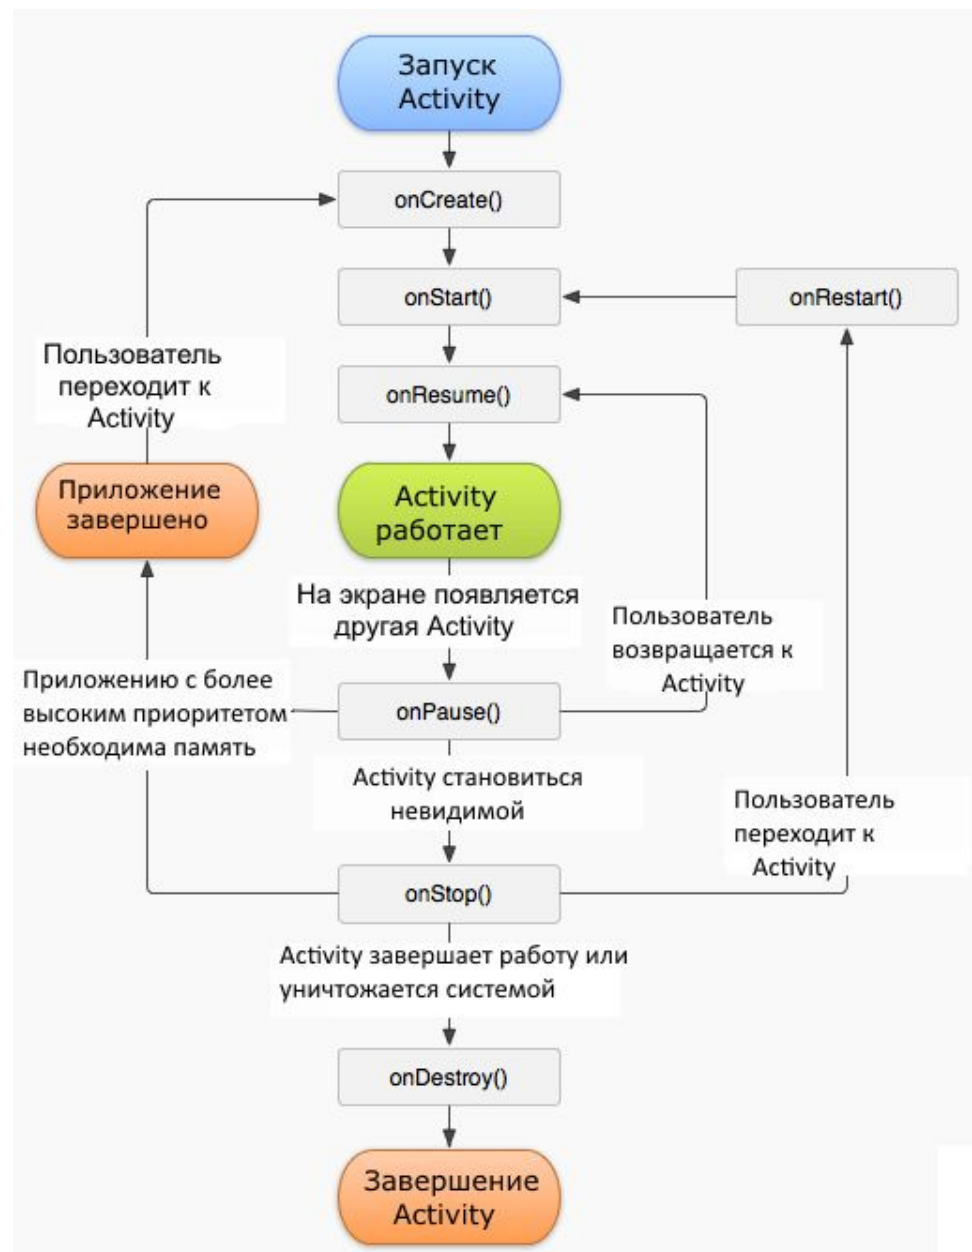 Запуск
Activity
onCreate()
onStart()
onRestart()
Пользователь
переходит к
Activity
onResume()
Приложение
завершено
Activity
работает
На экране появляется
другая Activity
Пользователь
возвращается к
Activity
Приложению с более
высоким приоритетом
необходима память
onPause()
Activity становиться
невидимой
Пользователь
переходит к
Activity
onStop()
Activity завершает работу или
уничтожается системой
onDestroy()
Завершение
Activity